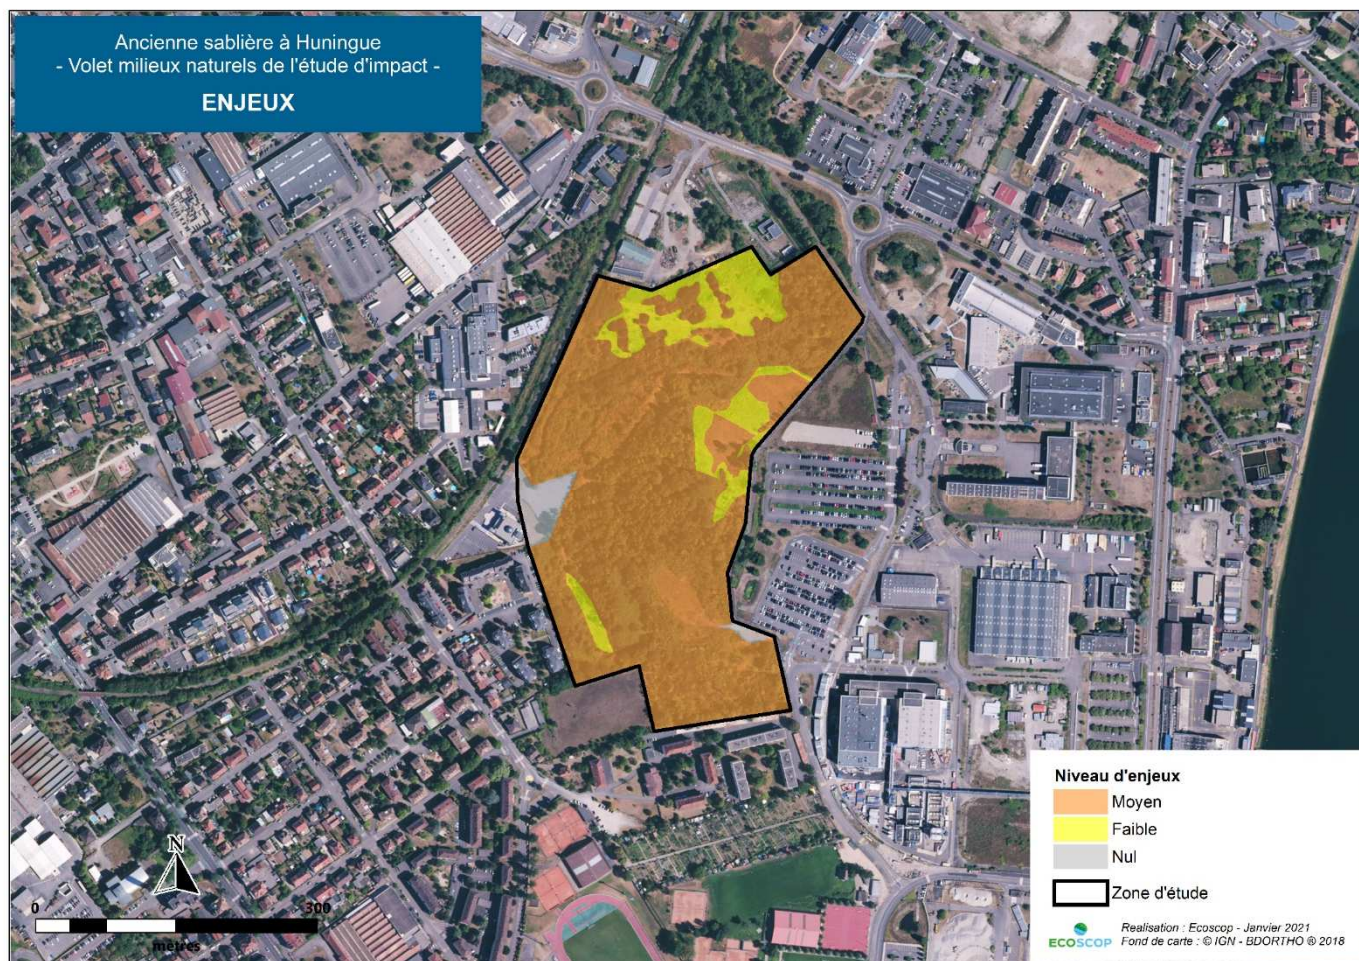 Ancienne sablière à Huningue
- Volet milieux naturels de l'étude d'impact -
ENJEUX
Niveau d'enjeux
Moyen
Faible
Nul
Zone d'étude
N
0 300
mètres
ECOSCOP
Realisation : Ecoscop - Janvier 2021
Fond de carte : © IGN - BDORTHO ® 2018